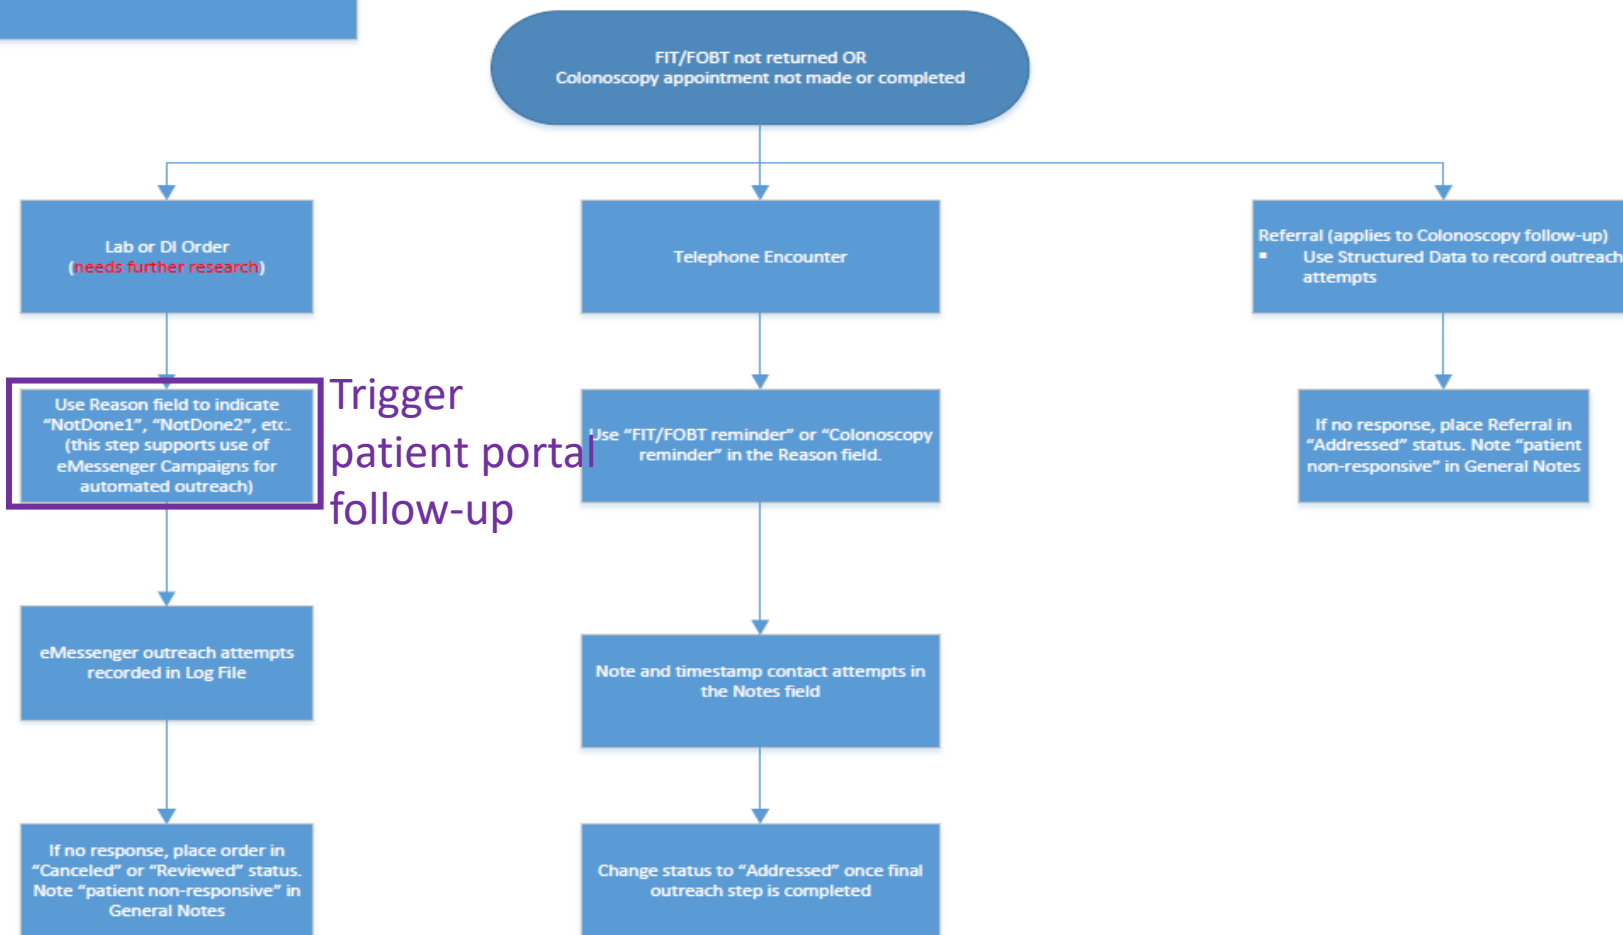 FIT/FOBT not returned OR
Colonoscopy appointment not made or completed
Lab or DI Order
(needs further research)
Telephone Encounter
Referral (applies to Colonoscopy follow-up)
▪ Use Structured Data to record outreach
attempts
Use Reason field to indicate
“NotDone1”, “NotDone2”, etc.
(this step supports use of
eMessenger Campaigns for
automated outreach)
Trigger
patient portal
follow-up
Use “FIT/FOBT reminder” or “Colonoscopy
reminder” in the Reason field.
If no response, place Referral in
“Addressed” status. Note “patient
non-responsive” in General Notes
eMessenger outreach attempts
recorded in Log File
Note and timestamp contact attempts in
the Notes field
If no response, place order in
“Canceled” or “Reviewed” status.
Note “patient non-responsive” in
General Notes
Change status to “Addressed” once final
outreach step is completed